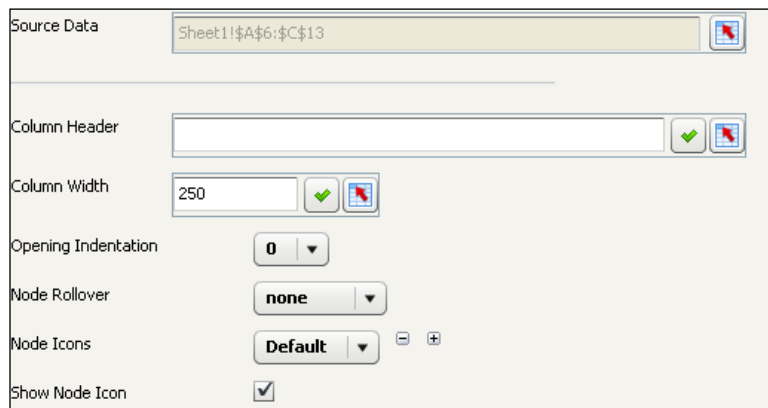 Source Data Sheet1!$A$6:$C$13
Column Header
Column Width 250
Opening Indentation 0
Node Rollover none
Node Icons Default
Show Node Icon